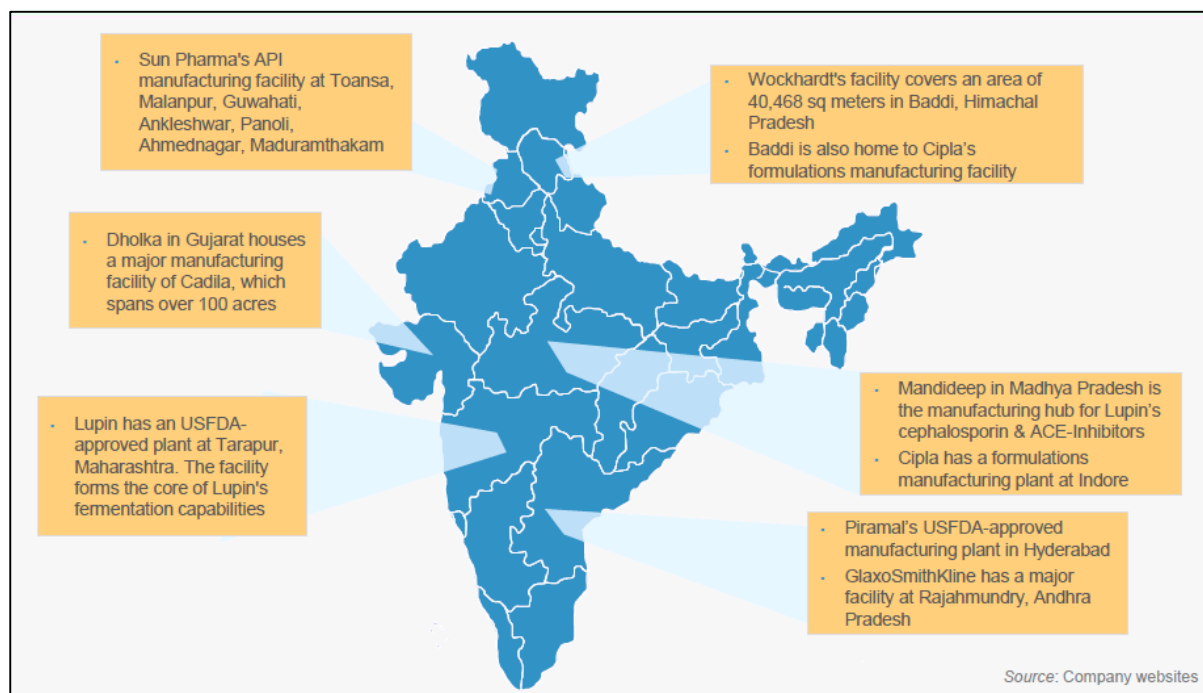 Sun Pharma's API
manufacturing facility at Toansa,
Malanpur, Guwahati,
Ankleshwar, Panoli,
Ahmednagar, Maduramthakam
Wockhardt's facility covers an area of
40,468 sq meters in Baddi, Himachal
Pradesh
Baddi is also home to Cipla's
formulations manufacturing facility
Dholka in Gujarat houses
a major manufacturing
facility of Cadila, which
spans over 100 acres
Lupin has an USFDA-
approved plant at Tarapur,
Maharashtra. The facility
forms the core of Lupin's
fermentation capabilities
Mandideep in Madhya Pradesh is
the manufacturing hub for Lupin's
cephalosporin & ACE-Inhibitors
Cipla has a formulations
manufacturing plant at Indore
Piramal's USFDA-approved
manufacturing plant in Hyderabad
GlaxoSmithKline has a major
facility at Rajahmundry, Andhra
Pradesh
Source: Company websites